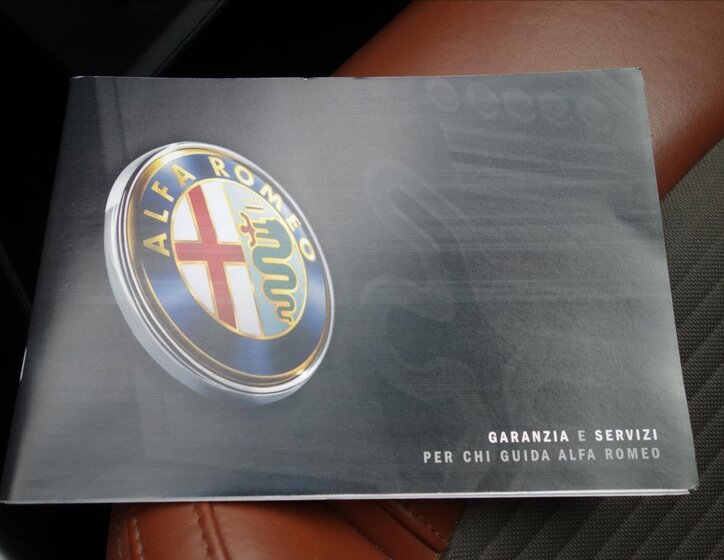 ALFA ROMEO
GARANZIA E SERVIZI
PER CHI GUIDA ALFA ROMEO